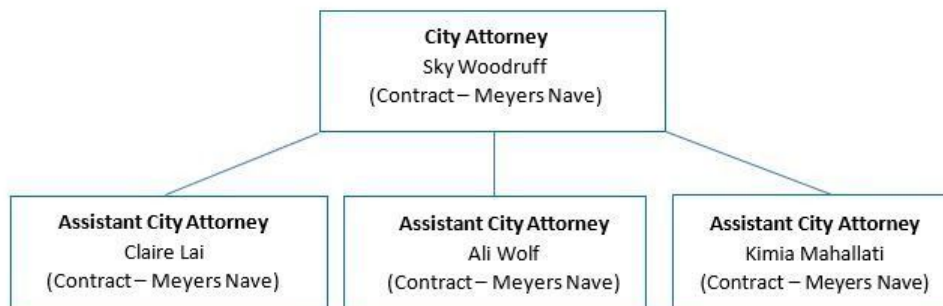 City Attorney
Sky Woodruff
(Contract – Meyers Nave)
Assistant City Attorney
Claire Lai
(Contract – Meyers Nave)
Assistant City Attorney
Ali Wolf
(Contract – Meyers Nave)
Assistant City Attorney
Kimia Mahallati
(Contract – Meyers Nave)